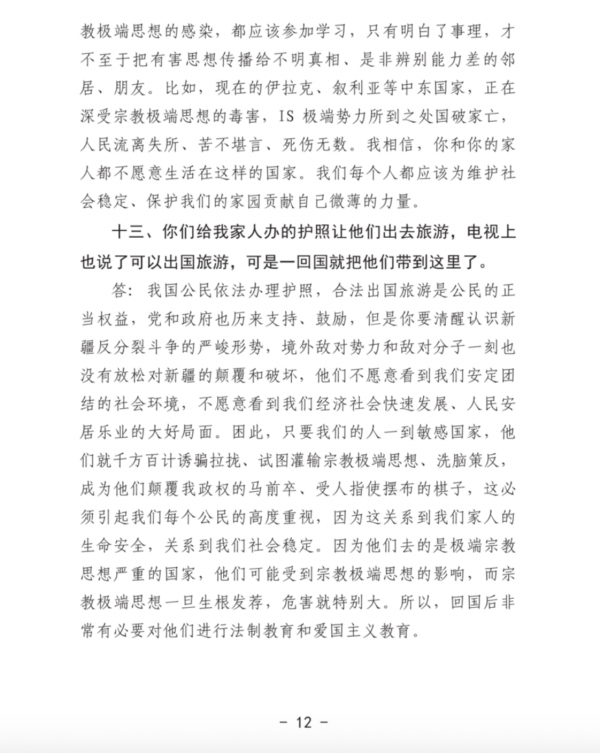 教极端思想的感染，都应该参加学习，只有明白了事理，才
不至于把有害思想传播给不明真相、是非辨别能力差的邻
居、朋友。比如，现在的伊拉克、叙利亚等中东国家，正在
深受宗教极端思想的毒害，IS 极端势力所到之处国破家亡，
人民流离失所、苦不堪言、死伤无数。我相信，你和你的家
人都不愿意生活在这样的国家。我们每个人都应该为维护社
会稳定、保护我们的家园贡献自己微薄的力量。
十三、你们给我家人办的护照让他们出去旅游，电视上
也说了可以出国旅游，可是一回国就把他们带到这里了。
答：我国公民依法办理护照，合法出国旅游是公民的正
当权益，党和政府也历来支持、鼓励，但是你要清醒认识新
疆反分裂斗争的严峻形势，境外敌对势力和敌对分子一刻也
没有放松对新疆的颠覆和破坏，他们不愿意看到我们安定团
结的社会环境，不愿意看到我们经济社会快速发展、人民安
居乐业的大好局面。因此，只要我们的人一到敏感国家，他
们就千方百计诱骗拉拢、试图灌输宗教极端思想、洗脑策反，
成为他们颠覆我政权的马前卒、受人指使摆布的棋子，这必
须引起我们每个公民的高度重视，因为这关系到我们家人的
生命安全，关系到我们社会稳定。因为他们去的是极端宗教
思想严重的国家，他们可能受到宗教极端思想的影响，而宗
教极端思想一旦生根发荐，危害就特别大。所以，回国后非
常有必要对他们进行法制教育和爱国主义教育。
- 12 -